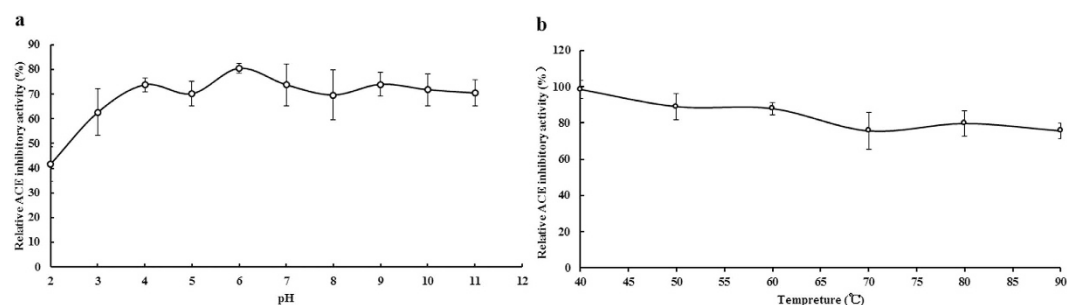 a
Relative ACE inhibitory activity (%)
90
80
70
60
50
40
30
20
10
0
2 3 4 5 6 7 8 9 10 11 12
pH
b
Relative ACE inhibitory activity (%)
120
100
80
60
40
20
0
40 45 50 55 60 65 70 75 80 85 90
Tempreture (℃)